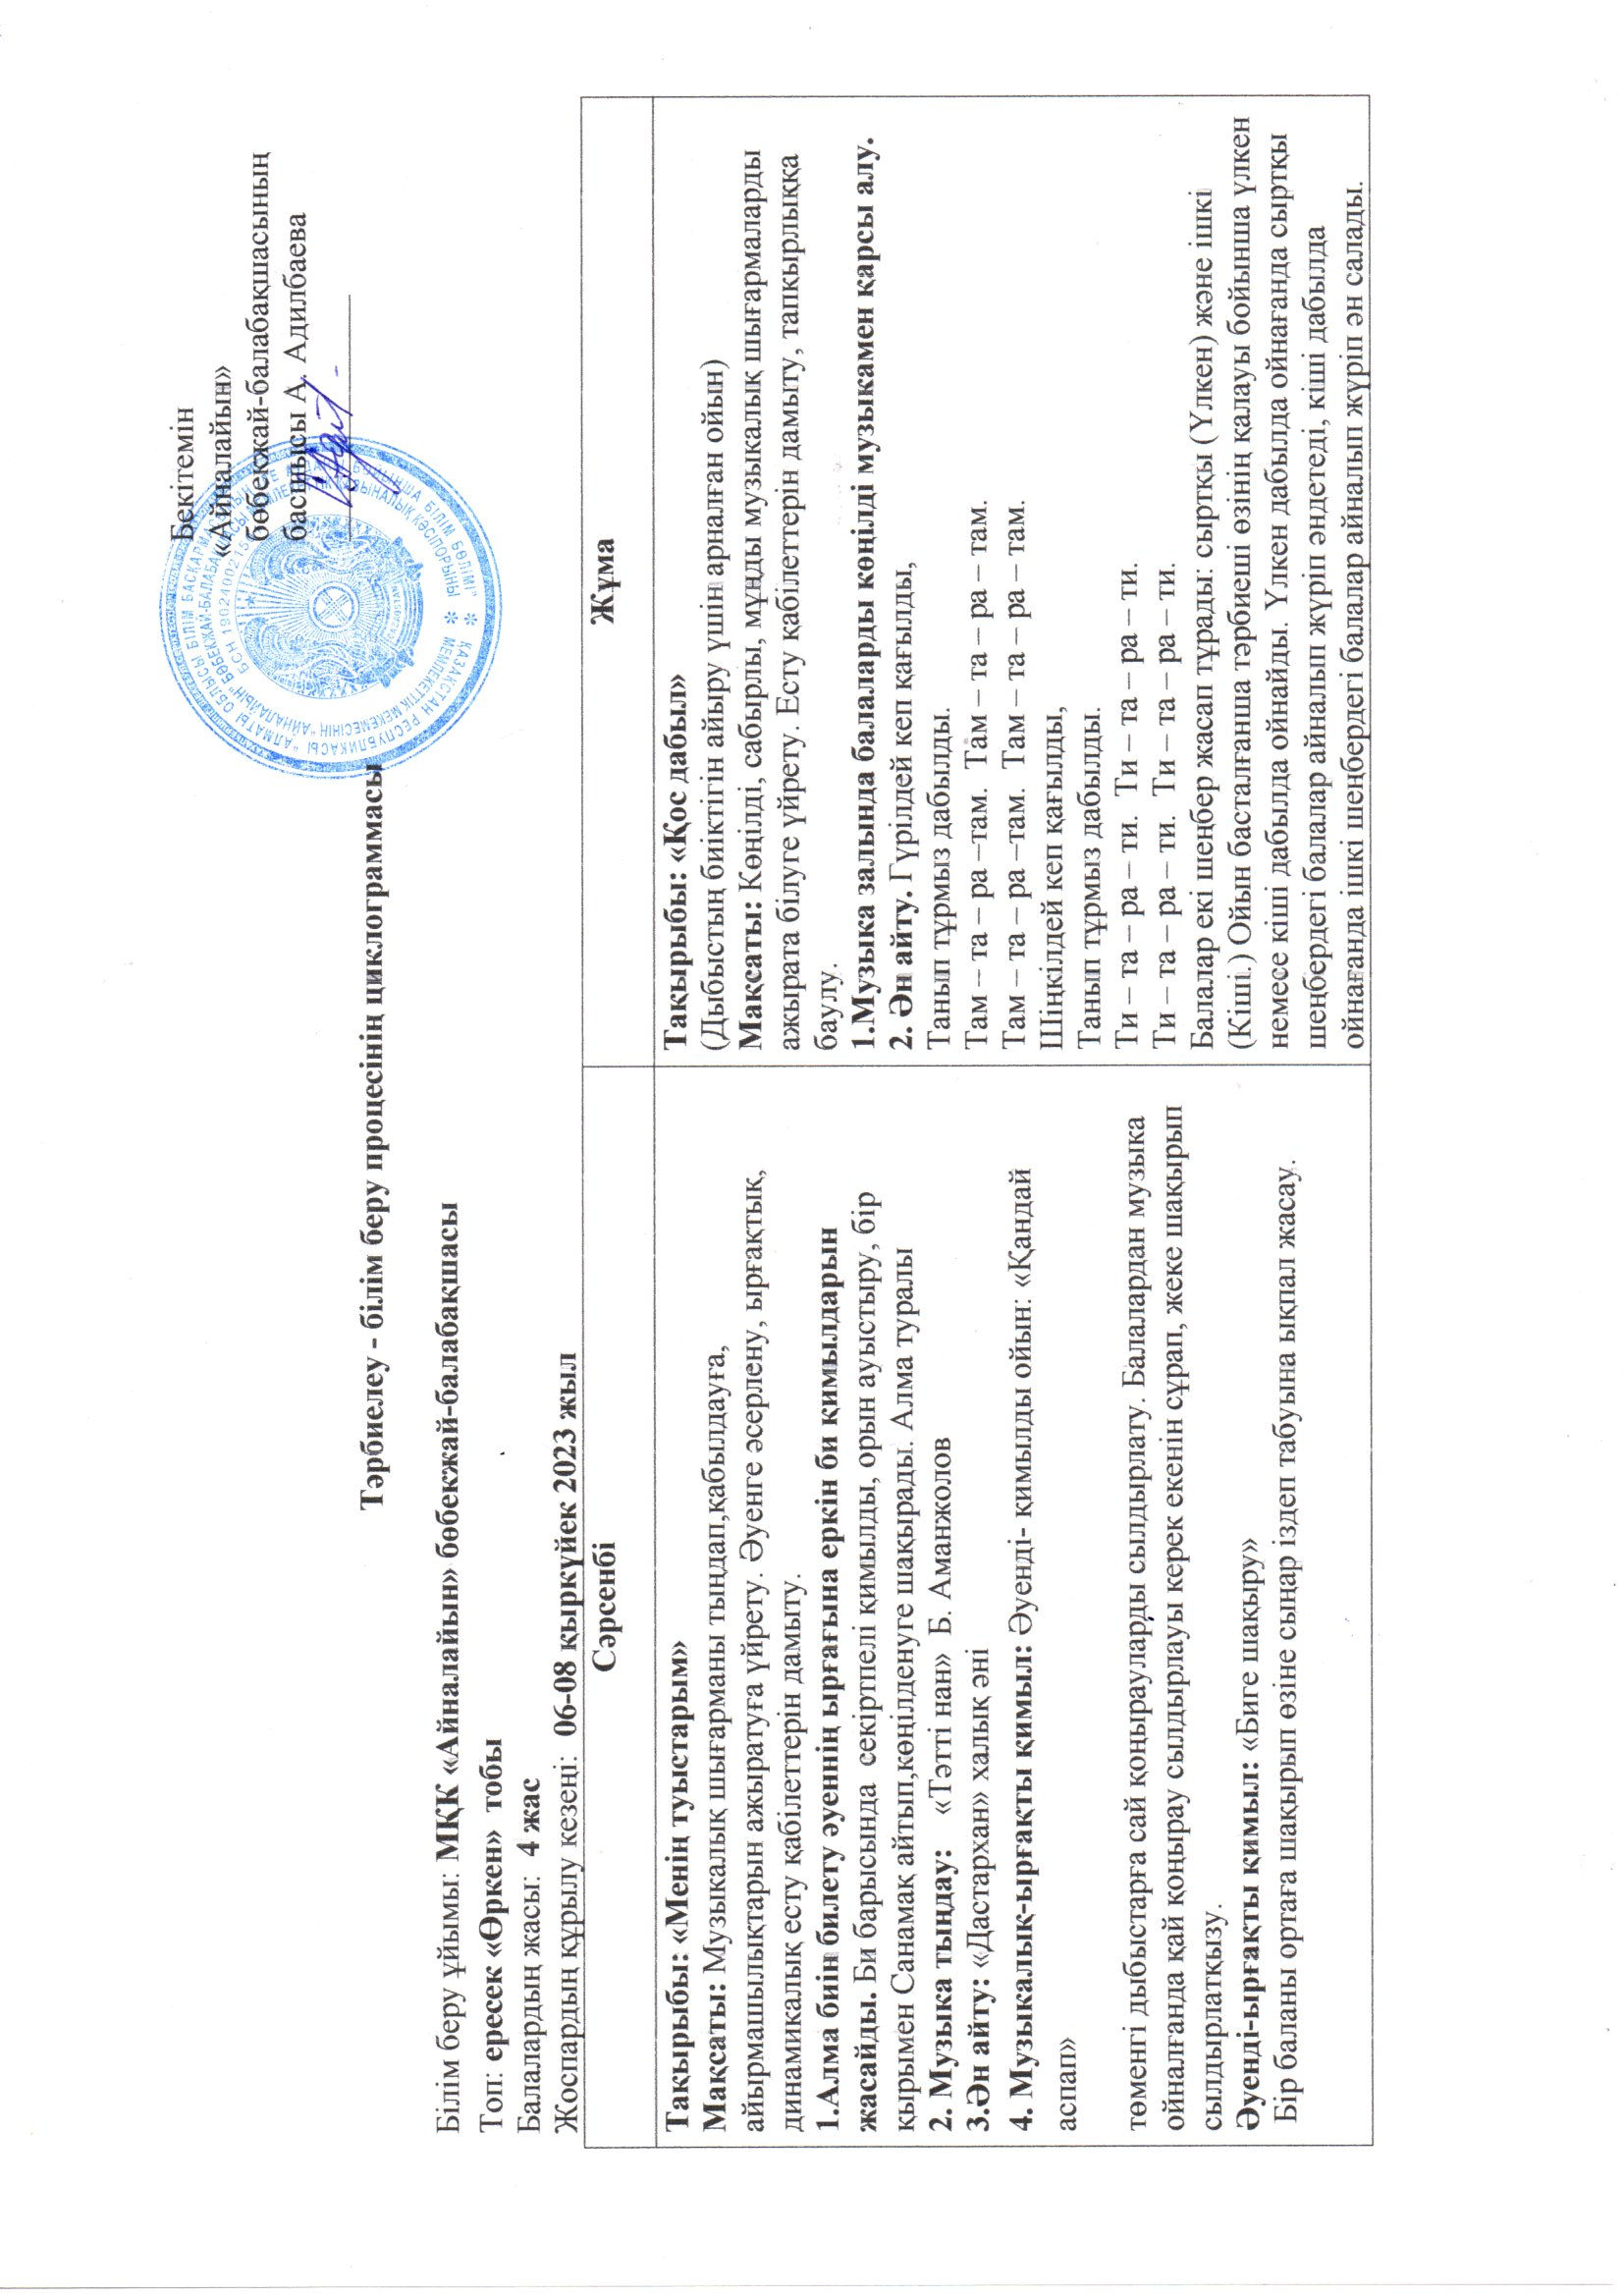 Бекітемін
«Айналайын»
бөбекжай-балабақшасының
басшысы А. Адилбаева
Тәрбиелеу - білім беру процесінің циклограммасы
Білім беру ұйымы: МҚК «Айналайын» бөбекжай-балабақшасы
Топ: ересек «Өркен» тобы
Балалардың жасы: 4 жас
Жоспардың құрылу кезеңі: 06-08 қыркүйек 2023 жыл
Сәрсенбі
Тақырыбы: «Менің туыстарым»
Мақсаты: Музыкалық шығарманы тыңдап,қабылдауға,
айырмашылықтарын ажыратуға үйрету. Әуенге әсерлену, ырғақтық,
динамикалық есту қабілеттерін дамыту.
1.Алма биін билету әуеннің ырғағына еркін би қимылдарын
жасайды. Би барысында секіртпелі қимылды, орын ауыстыру, бір
қырымен Санамақ айтып,көңілденуге шақырады. Алма туралы
2. Музыка тыңдау: «Тәтті нан» Б. Аманжолов
3.Ән айту: «Дастархан» халық әні
4. Музыкалық-ырғақты қимыл: Әуенді- қимылды ойын: «Қандай
аспап»
төменгі дыбыстарға сай қоңырауларды сылдырлату. Балалардан музыка
ойналғанда қай қоңырау сылдырлауы керек екенін сұрап, жеке шақырып
сылдырлатқызу.
Әуенді-ырғақты қимыл: «Биге шақыру»
Бір баланы ортаға шақырып өзіне сыңар іздеп табуына ықпал жасау.
Жұма
Тақырыбы: «Қос дабыл»
(Дыбыстың биіктігін айыру үшін арналған ойын)
Мақсаты: Көңілді, сабырлы, мұңды музыкалық шығармаларды
ажырата білуге үйрету. Есту қабілеттерін дамыту, тапқырлыққа
баулу.
1.Музыка залында балаларды көңілді музыкамен қарсы алу.
2. Ән айту. Гүрілдей кеп қағылды,
Танып тұрмыз дабылды.
Там – та – ра –там. Там – та – ра – там.
Там – та – ра –там. Там – та – ра – там.
Шіңкілдей кеп қағылды,
Танып тұрмыз дабылды.
Ти – та – ра – ти. Ти – та – ра – ти.
Ти – та – ра – ти. Ти – та – ра – ти.
Балалар екі шеңбер жасап тұрады: сыртқы (Үлкен) және ішкі
(Кіші.) Ойын басталғанша тәрбиеші өзінің қалауы бойынша үлкен
немесе кіші дабылда ойнайды. Үлкен дабылда ойнағанда сыртқы
шеңбердегі балалар айналып жүріп әндетеді, кіші дабылда
ойнағанда ішкі шеңбердегі балалар айналып жүріп ән салады.